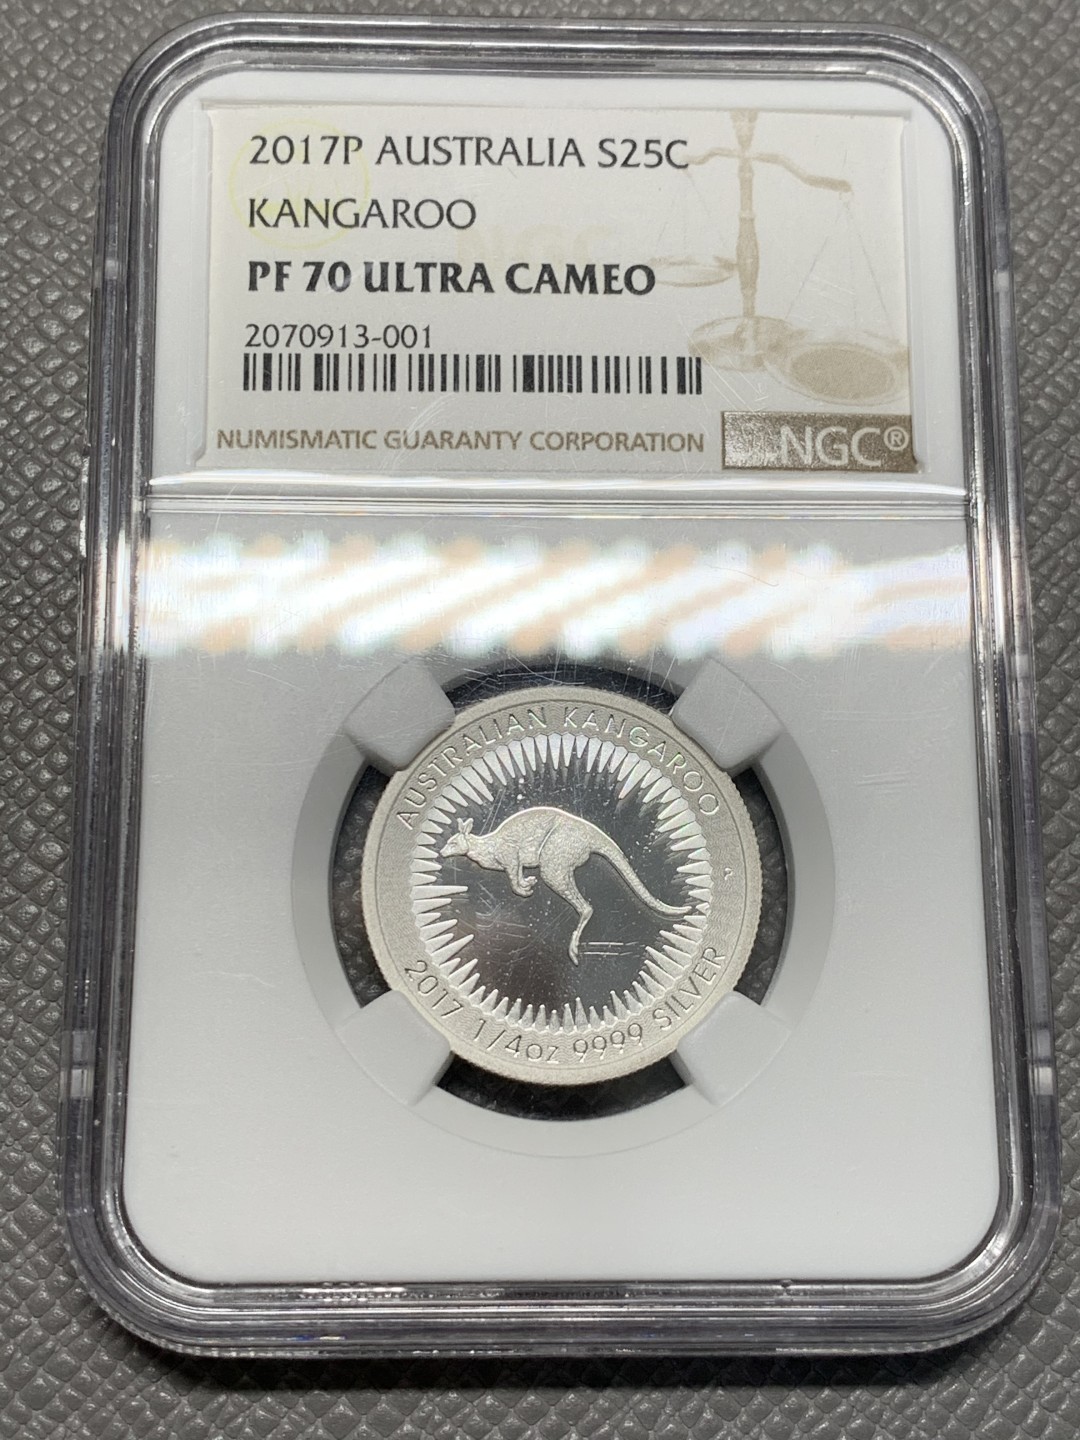 2017P AUSTRALIA S25C
KANGAROO
PF 70 ULTRA CAMEO
2070913-001
NUMISMATIC GUARANTY CORPORATION
NGC®
AUSTRALIAN KANGAROO
P
2017 1/4oz 9999 SILVER